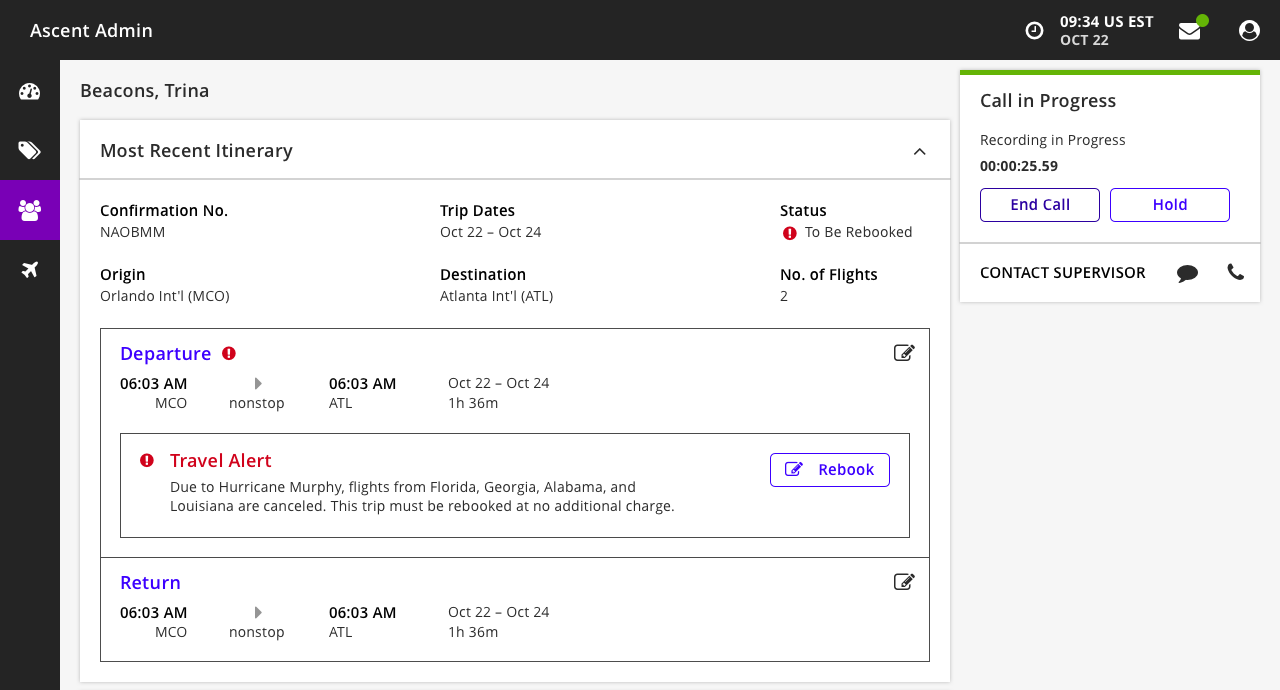 Ascent Admin
09:34 US EST
OCT 22
Beacons, Trina
Most Recent Itinerary
Confirmation No.
NAOBMM
Trip Dates
Oct 22 – Oct 24
Status
To Be Rebooked
Origin
Orlando Int'l (MCO)
Destination
Atlanta Int'l (ATL)
No. of Flights
2
Departure
06:03 AM
MCO
nonstop
06:03 AM
ATL
Oct 22 – Oct 24
1h 36m
Travel Alert
Due to Hurricane Murphy, flights from Florida, Georgia, Alabama, and
Louisiana are canceled. This trip must be rebooked at no additional charge.
Rebook
Return
06:03 AM
MCO
nonstop
06:03 AM
ATL
Oct 22 – Oct 24
1h 36m
Call in Progress
Recording in Progress
00:00:25.59
End Call
Hold
CONTACT SUPERVISOR